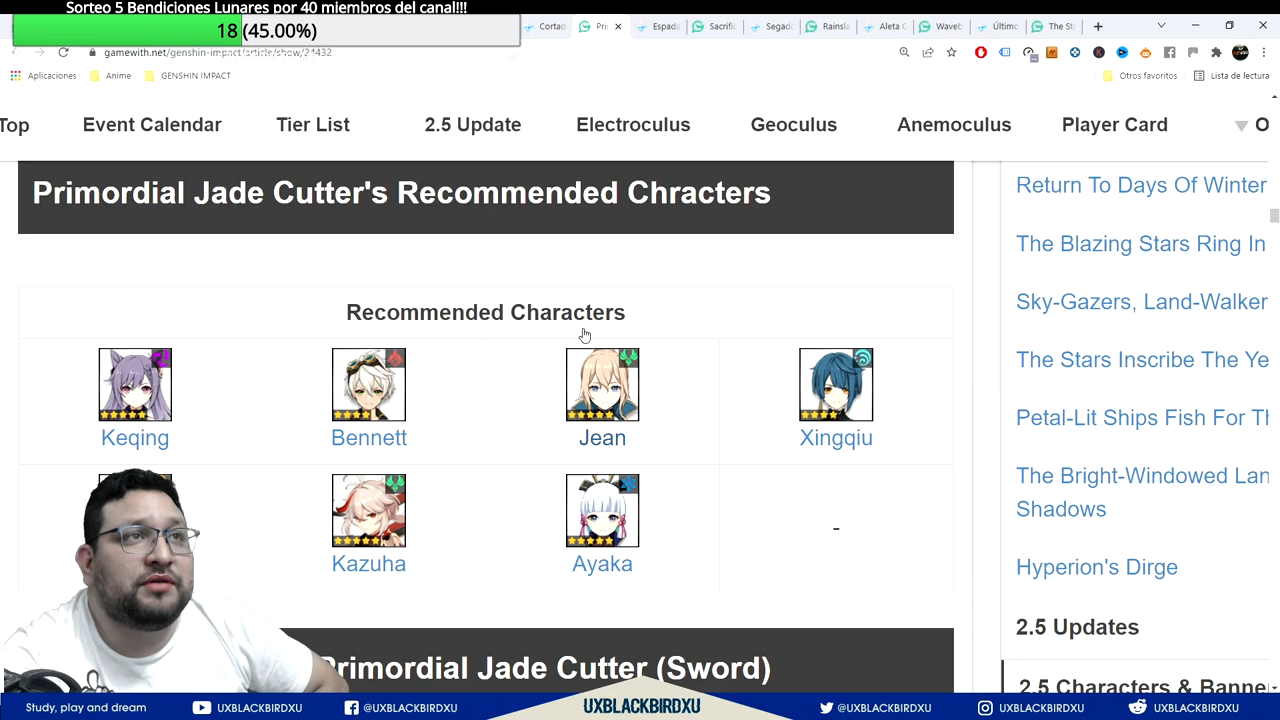 Sorteo 5 Bendiciones Lunares por 40 miembros del canal!!!
18 (45.00%)
Cortad
Pri
Espada
Sacrific
Segado
Rainsla
Aleta C
Waveb
Último
The St
gamewith.net/genshin-impact/article/show/24432
Aplicaciones
Anime
GENSHIN IMPACT
Otros favoritos
Lista de lectura
Top
Event Calendar
Tier List
2.5 Update
Electroculus
Geoculus
Anemoculus
Player Card
O
Primordial Jade Cutter's Recommended Chracters
Return To Days Of Winter
The Blazing Stars Ring In
Sky-Gazers, Land-Walker
The Stars Inscribe The Ye
Petal-Lit Ships Fish For Th
The Bright-Windowed Lan
Shadows
Hyperion's Dirge
2.5 Updates
2.5 Characters & Banne
Recommended Characters
Keqing
Bennett
Jean
Xingqiu
Kazuha
Ayaka
-
Primordial Jade Cutter (Sword)
Study, play and dream
UXBLACKBIRDXU
@UXBLACKBIRDXU
UXBLACKBIRDXU
@UXBLACKBIRDXU
UXBLACKBIRDXU
UXBLACKBIRDXU